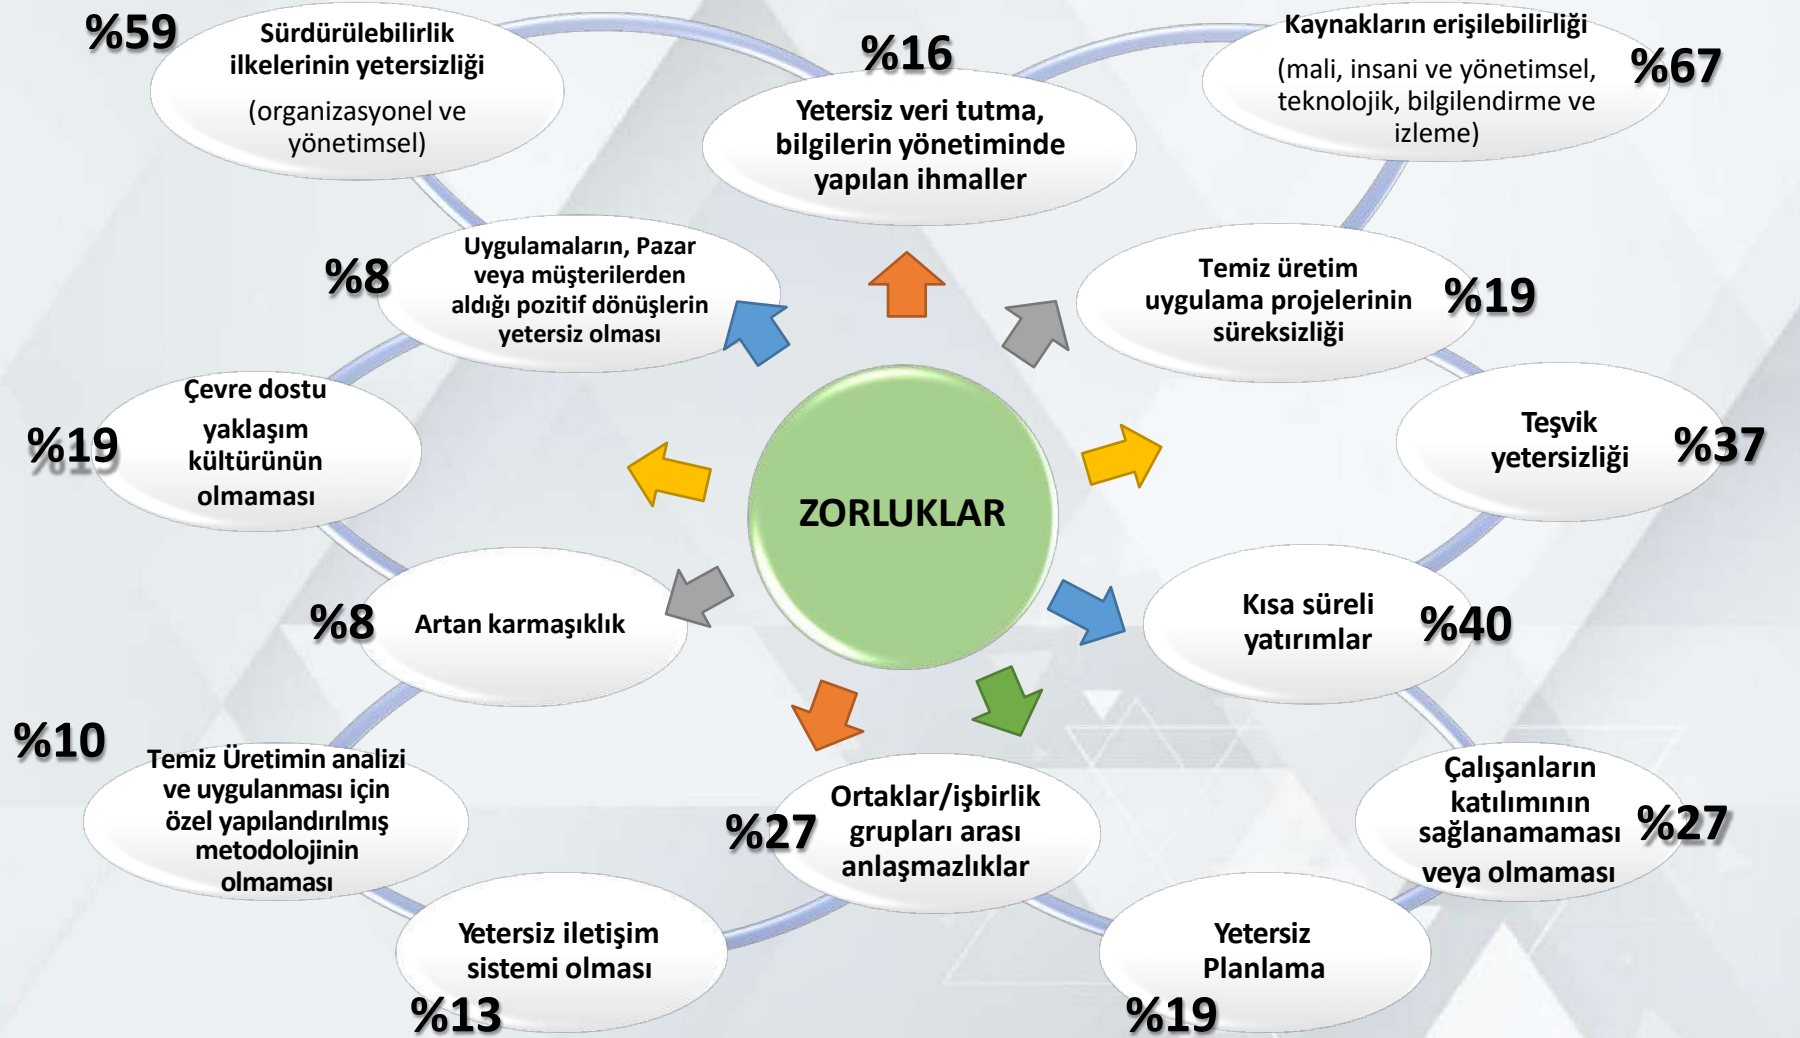 %59
Sürdürülebilirlik
ilkelerinin yetersizliği
(organizasyonel ve
yönetimsel)
%16
Yetersiz veri tutma,
bilgilerin yönetiminde
yapılan ihmaller
Kaynakların erişilebilirliği
(mali, insani ve yönetimsel,
teknolojik, bilgilendirme ve
izleme)
%67
%8
Uygulamaların, Pazar
veya müşterilerden
aldığı pozitif dönüşlerin
yetersiz olması
Temiz üretim
uygulama projelerinin
süreksizliği
%19
%19
Çevre dostu
yaklaşım
kültürünün
olmaması
ZORLUKLAR
Teşvik
yetersizliği
%37
%8
Artan karmaşıklık
Kısa süreli
yatırımlar
%40
%10
Temiz Üretimin analizi
ve uygulanması için
özel yapılandırılmış
metodolojinin
olmaması
%27
Ortaklar/işbirlik
grupları arası
anlaşmazlıklar
Çalışanların
katılımının
sağlanamaması
veya olmaması
%27
Yetersiz iletişim
sistemi olması
%13
Yetersiz
Planlama
%19